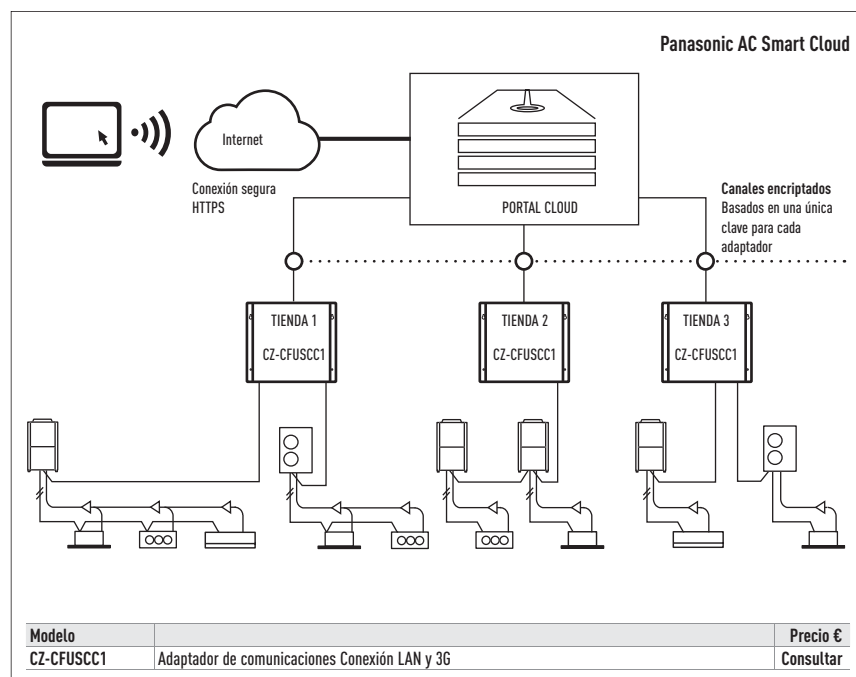 Panasonic AC Smart Cloud
Internet
Conexión segura
HTTPS
PORTAL CLOUD
Canales encriptados
Basados en una única
clave para cada
adaptador
TIENDA 1
CZ-CFUSCC1
TIENDA 2
CZ-CFUSCC1
TIENDA 3
CZ-CFUSCC1
Modelo Precio €
CZ-CFUSCC1 Adaptador de comunicaciones Conexión LAN y 3G Consultar